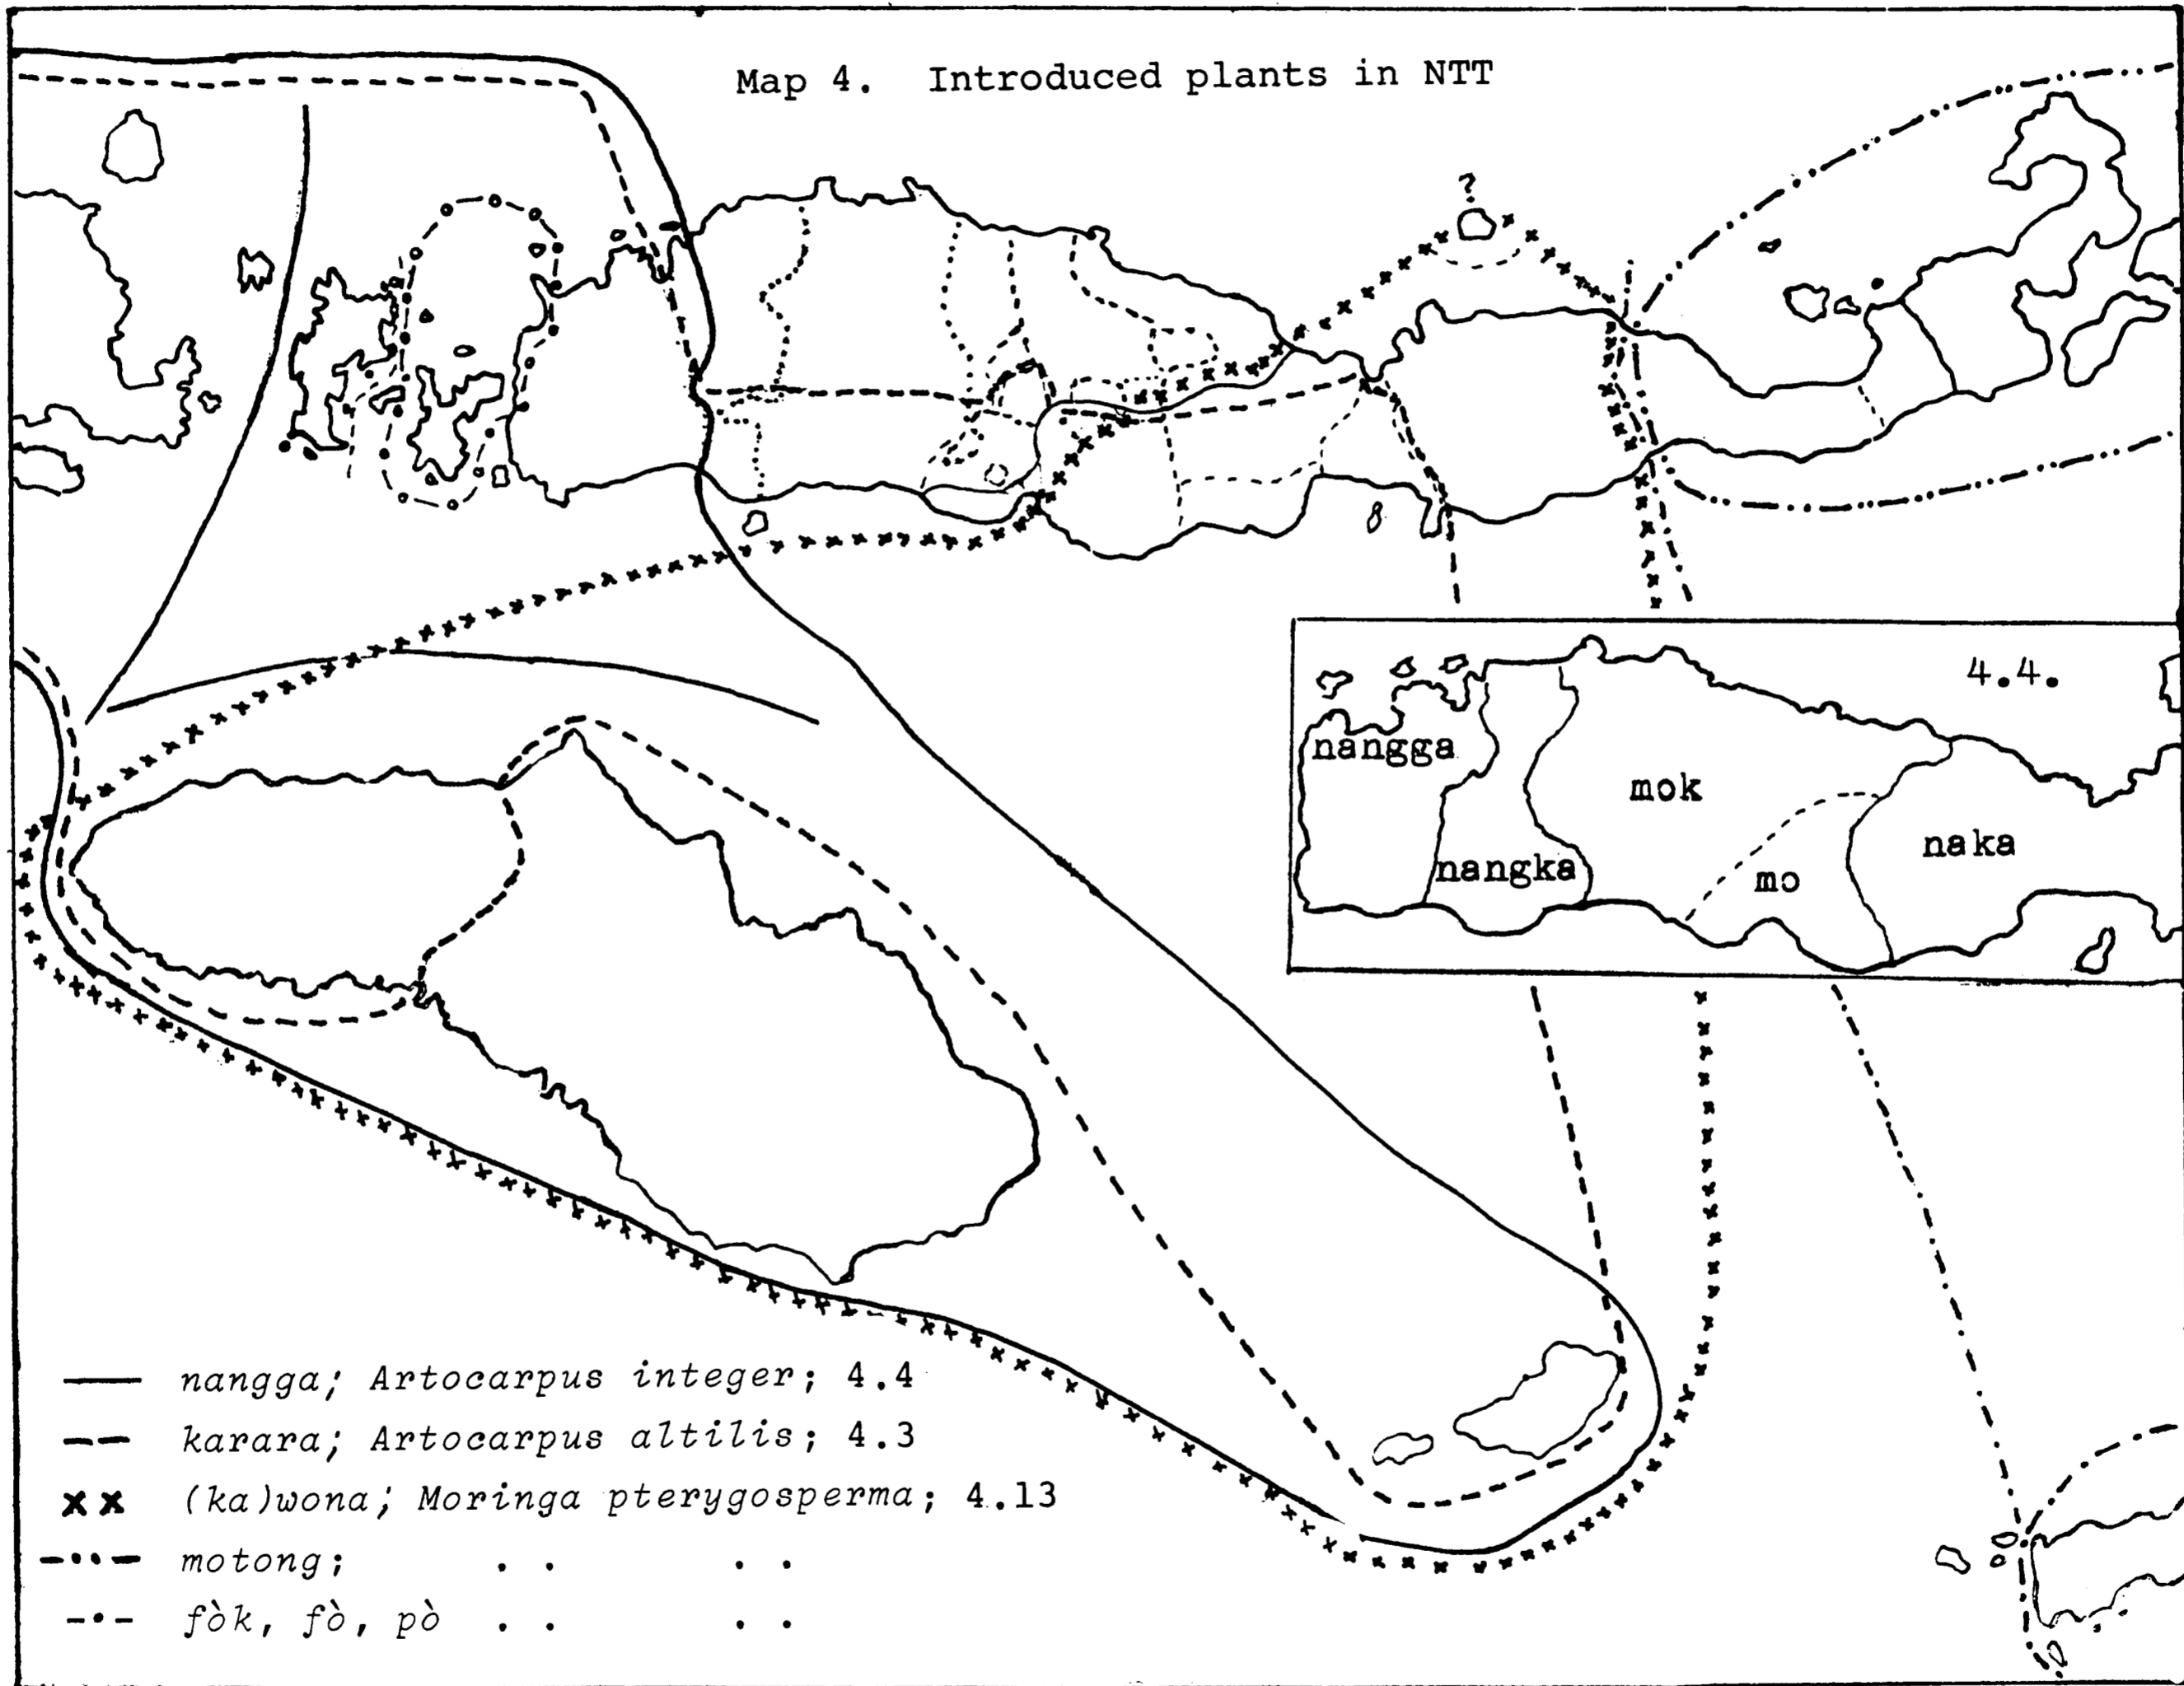 Map 4. Introduced plants in NTT
?
4.4.
nangga
mok
naka
nangka
mo
nangga; Artocarpus integer; 4.4
karara; Artocarpus altilis; 4.3
x x (ka)wona; Moringa pterygosperma; 4.13
motong; . . . .
fòk, fò, pò . . . .